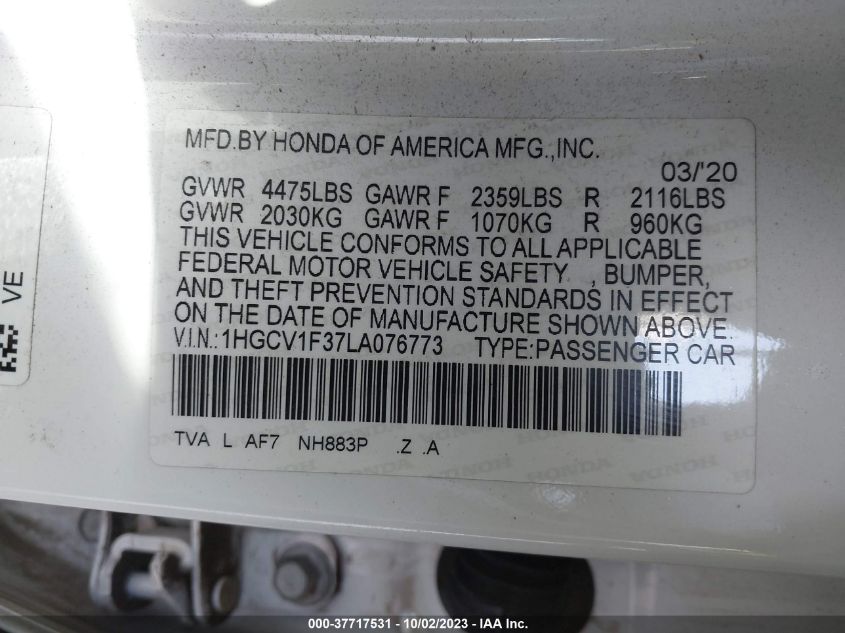 MFD.BY HONDA OF AMERICA MFG.,INC.
03/'20
GVWR 4475LBS GAWR F 2359LBS R 2116LBS
GVWR 2030KG GAWR F 1070KG R 960KG
THIS VEHICLE CONFORMS TO ALL APPLICABLE
FEDERAL MOTOR VEHICLE SAFETY , BUMPER,
AND THEFT PREVENTION STANDARDS IN EFFECT
ON THE DATE OF MANUFACTURE SHOWN ABOVE.
V.I.N.:1HGCV1F37LA076773 TYPE:PASSENGER CAR
TVA L AF7 NH883P .Z .A
VE
000-37717531 - 10/02/2023 - IAAI.com